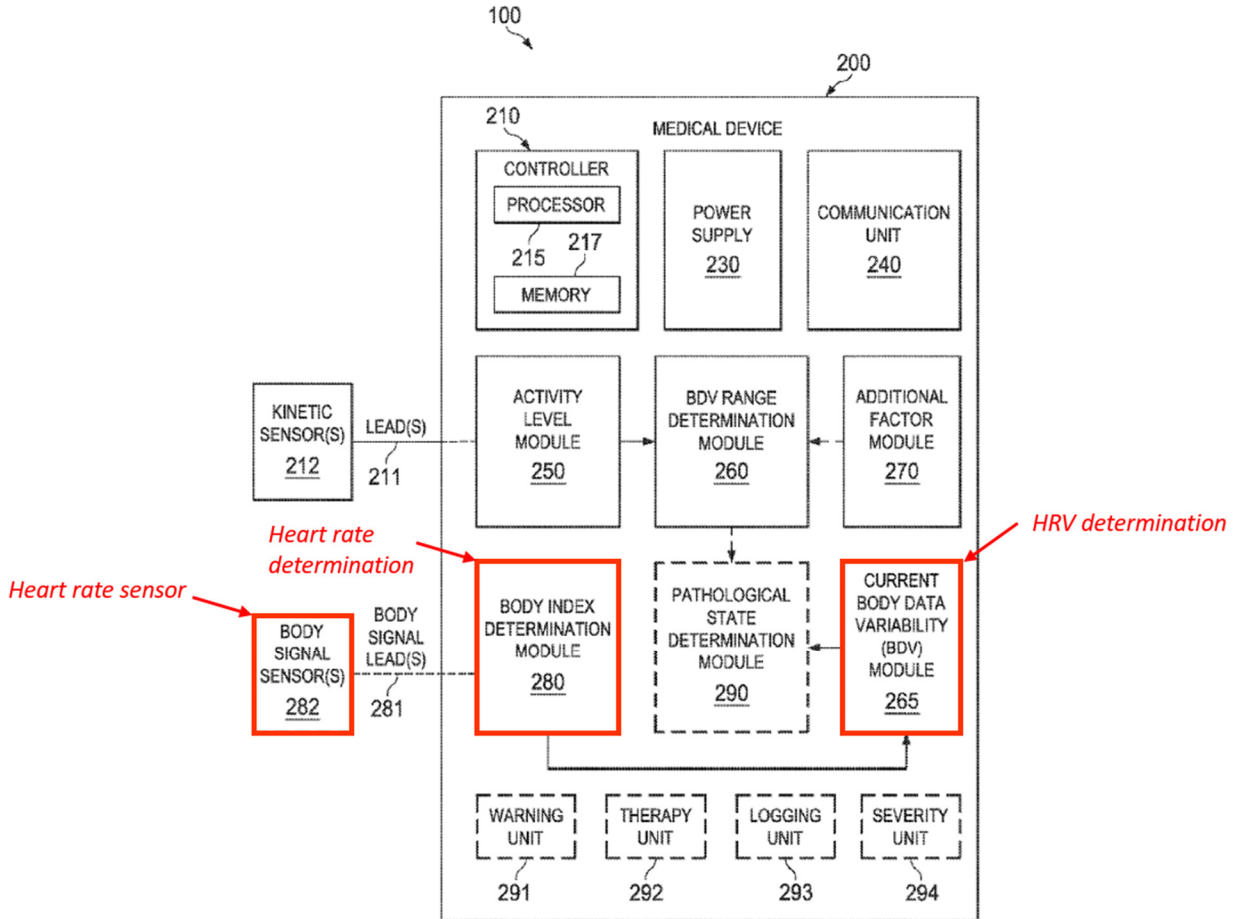 100
200
MEDICAL DEVICE
210
CONTROLLER
PROCESSOR
215
217
MEMORY
POWER
SUPPLY
230
COMMUNICATION
UNIT
240
KINETIC
SENSOR(S)
212
LEAD(S)
211
ACTIVITY
LEVEL
MODULE
250
BDV RANGE
DETERMINATION
MODULE
260
ADDITIONAL
FACTOR
MODULE
270
Heart rate
determination
HRV determination
Heart rate sensor
BODY
SIGNAL
SENSOR(S)
282
BODY
SIGNAL
LEAD(S)
281
BODY INDEX
DETERMINATION
MODULE
280
PATHOLOGICAL
STATE
DETERMINATION
MODULE
290
CURRENT
BODY DATA
VARIABILITY
(BDV)
MODULE
265
WARNING
UNIT
291
THERAPY
UNIT
292
LOGGING
UNIT
293
SEVERITY
UNIT
294